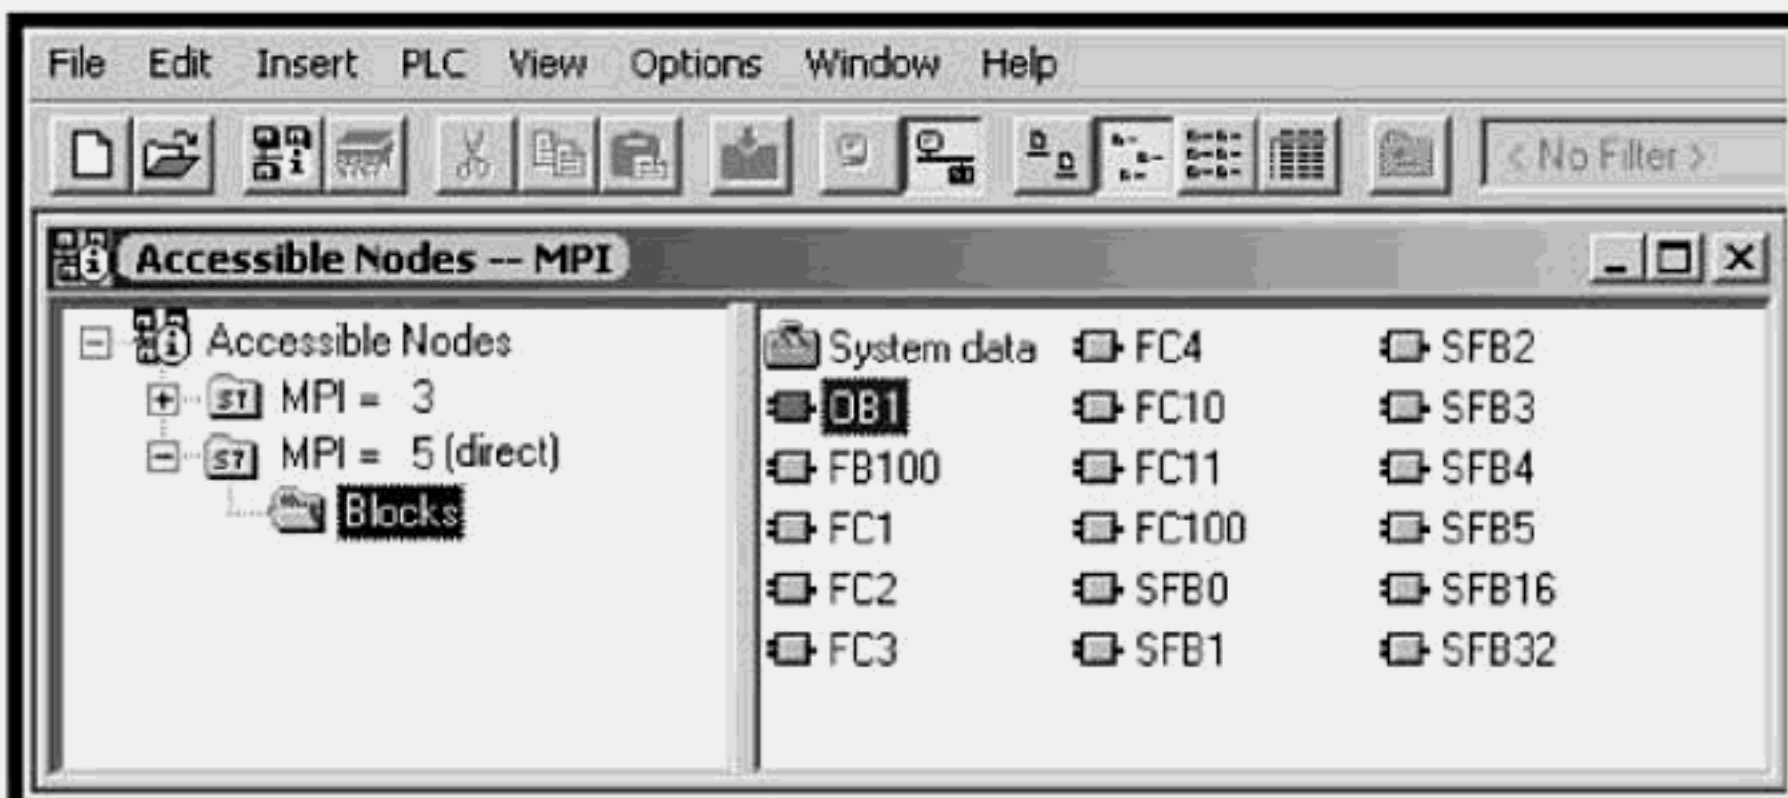 File Edit Insert PLC View Options Window Help
< No Filter >
Accessible Nodes -- MPI
Accessible Nodes
MPI = 3
MPI = 5 (direct)
Blocks
System data FC4 SFB2
OB1 FC10 SFB3
FB100 FC11 SFB4
FC1 FC100 SFB5
FC2 SFB0 SFB16
FC3 SFB1 SFB32